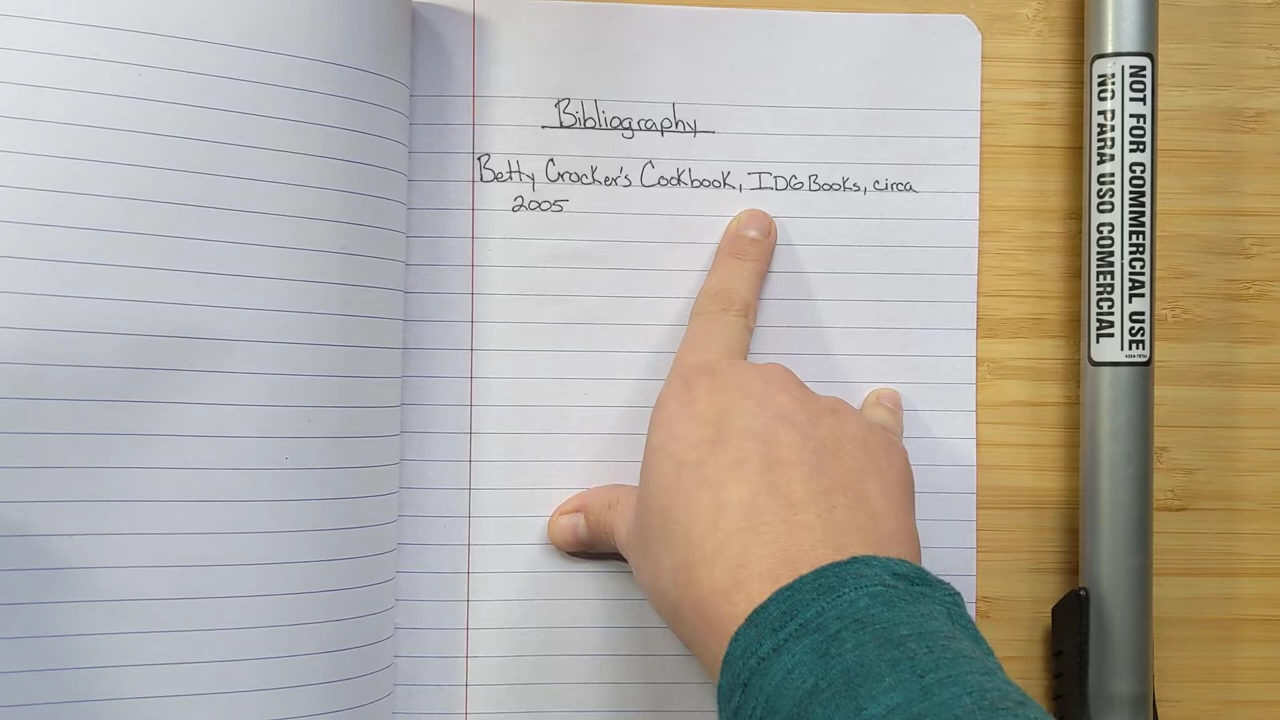 Bibliography
Betty Crocker's Cookbook, IDG Books, circa
2005
NOT FOR COMMERCIAL USE
NO PARA USO COMERCIAL